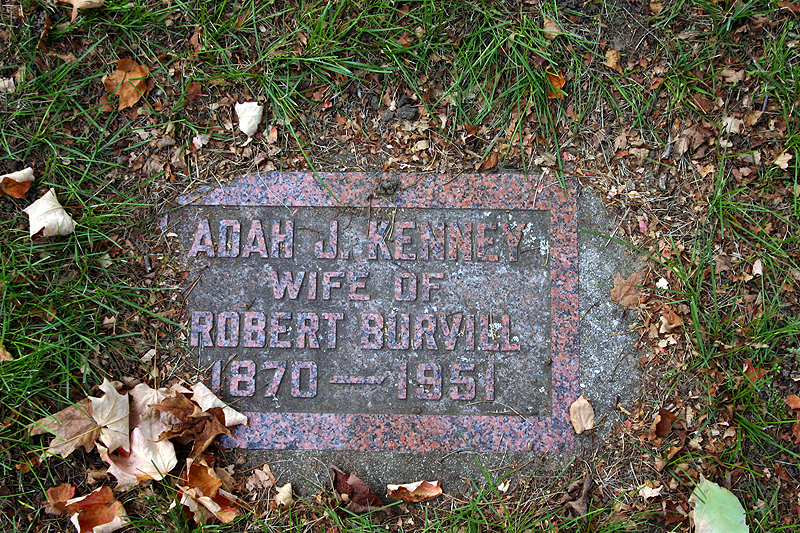 ADAH J. KENNEY
WIFE OF
ROBERT BURVILL
1870 — 1951